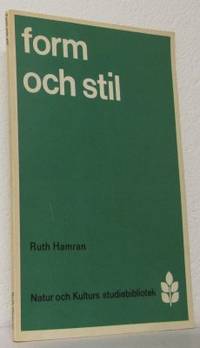 form
och stil
Ruth Hamran
Natur och Kulturs studiebibliotek